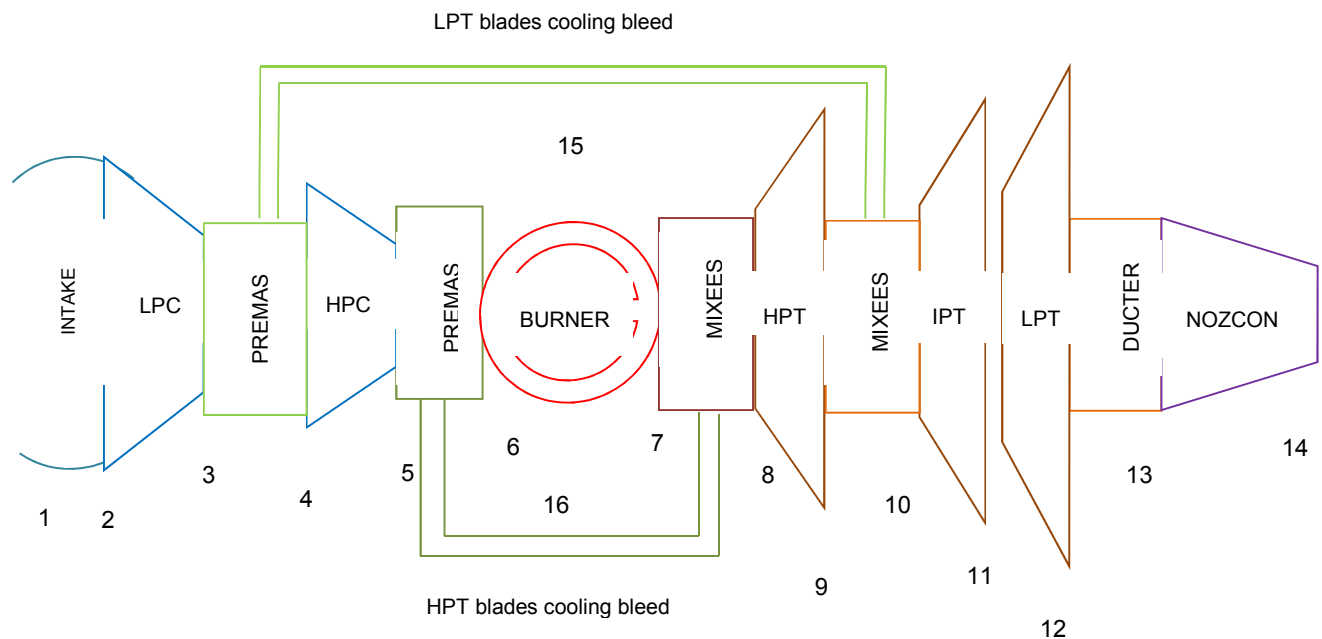 LPT blades cooling bleed
15
INTAKE
LPC
PREMAS
HPC
PREMAS
BURNER
MIXEES
HPT
MIXEES
IPT
LPT
DUCTER
NOZCON
1
2
3
4
5
6
7
8
9
10
11
12
13
14
16
HPT blades cooling bleed